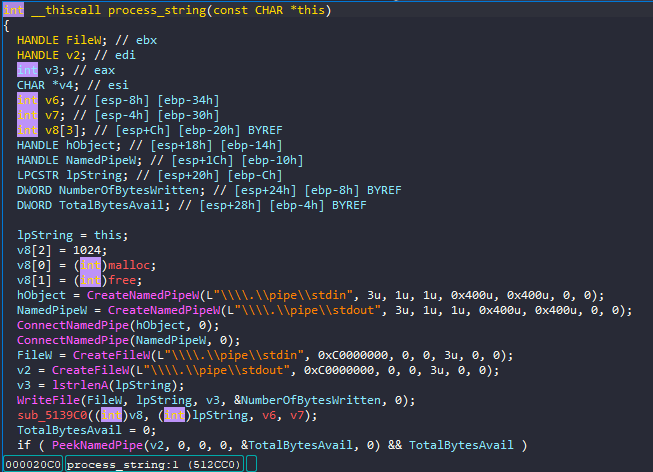 int __thiscall process_string(const CHAR *this)
{
HANDLE FileW; // ebx
HANDLE v2; // edi
int v3; // eax
CHAR *v4; // esi
int v6; // [esp-8h] [ebp-34h]
int v7; // [esp-4h] [ebp-30h]
int v8[3]; // [esp+Ch] [ebp-20h] BYREF
HANDLE hObject; // [esp+18h] [ebp-14h]
HANDLE NamedPipeW; // [esp+1Ch] [ebp-10h]
LPCSTR lpString; // [esp+20h] [ebp-Ch]
DWORD NumberOfBytesWritten; // [esp+24h] [ebp-8h] BYREF
DWORD TotalBytesAvail; // [esp+28h] [ebp-4h] BYREF
lpString = this;
v8[2] = 1024;
v8[0] = (int)malloc;
v8[1] = (int)free;
hObject = CreateNamedPipeW(L"\\\\.\\pipe\\stdin", 3u, 1u, 1u, 0x400u, 0x400u, 0, 0);
NamedPipeW = CreateNamedPipeW(L"\\\\.\\pipe\\stdout", 3u, 1u, 1u, 0x400u, 0x400u, 0, 0);
ConnectNamedPipe(hObject, 0);
ConnectNamedPipe(NamedPipeW, 0);
FileW = CreateFileW(L"\\\\.\\pipe\\stdin", 0xC0000000, 0, 0, 3u, 0, 0);
v2 = CreateFileW(L"\\\\.\\pipe\\stdout", 0xC0000000, 0, 0, 3u, 0, 0);
v3 = lstrlenA(lpString);
WriteFile(FileW, lpString, v3, &NumberOfBytesWritten, 0);
sub_5139C0((int)v8, (int)lpString, v6, v7);
TotalBytesAvail = 0;
if ( PeekNamedPipe(v2, 0, 0, 0, &TotalBytesAvail, 0) && TotalBytesAvail )
000020C0 process_string:1 (512CC0)